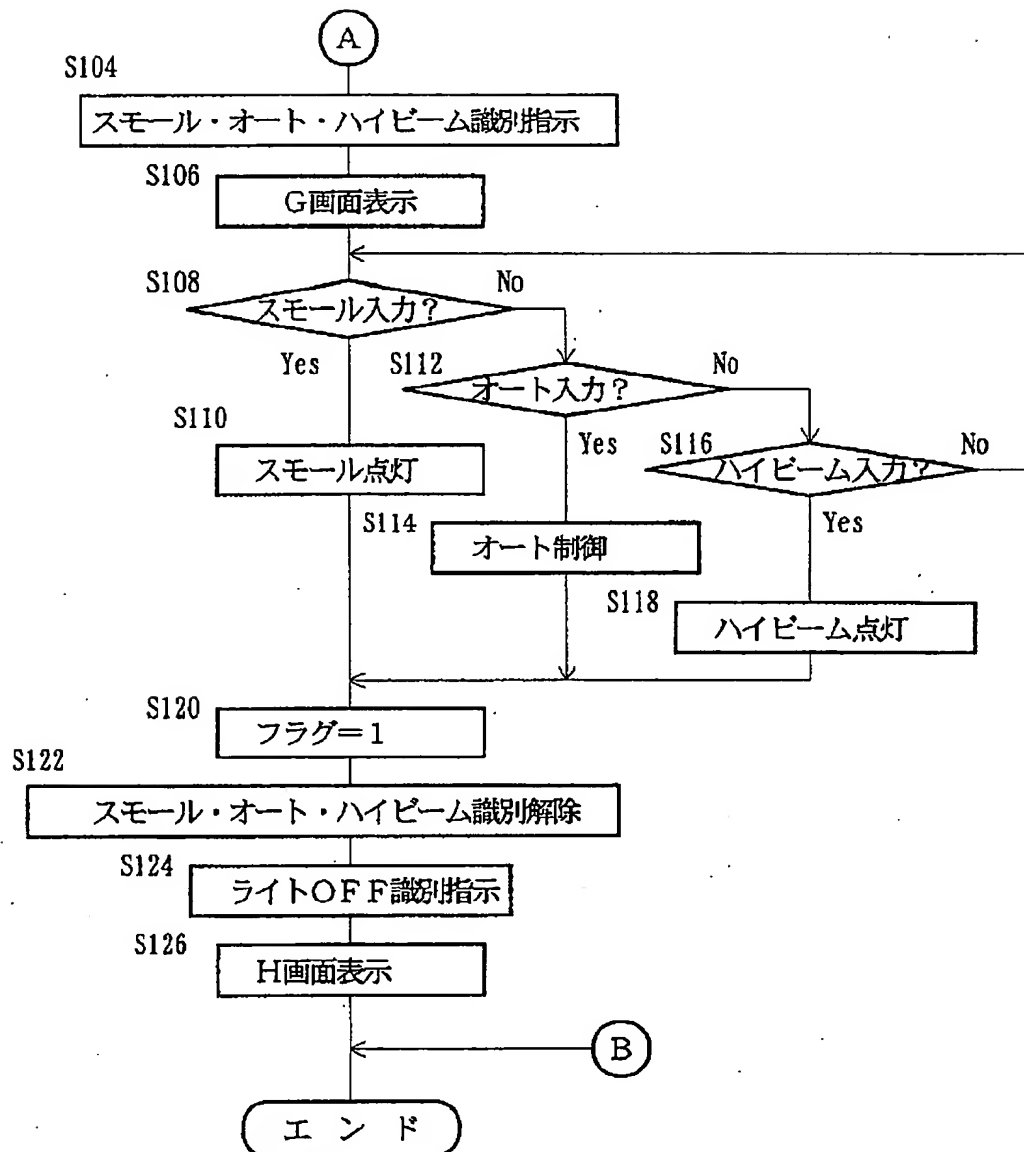 A
S104
スモール・オート・ハイビーム識別指示
S106
G画面表示
S108
スモール入力?
No
Yes
S112
オート入力?
No
Yes
S110
スモール点灯
S116
ハイビーム入力?
No
Yes
S114
オート制御
S118
ハイビーム点灯
S120
フラグ=1
S122
スモール・オート・ハイビーム識別解除
S124
ライトOFF識別指示
S126
H画面表示
B
エンド